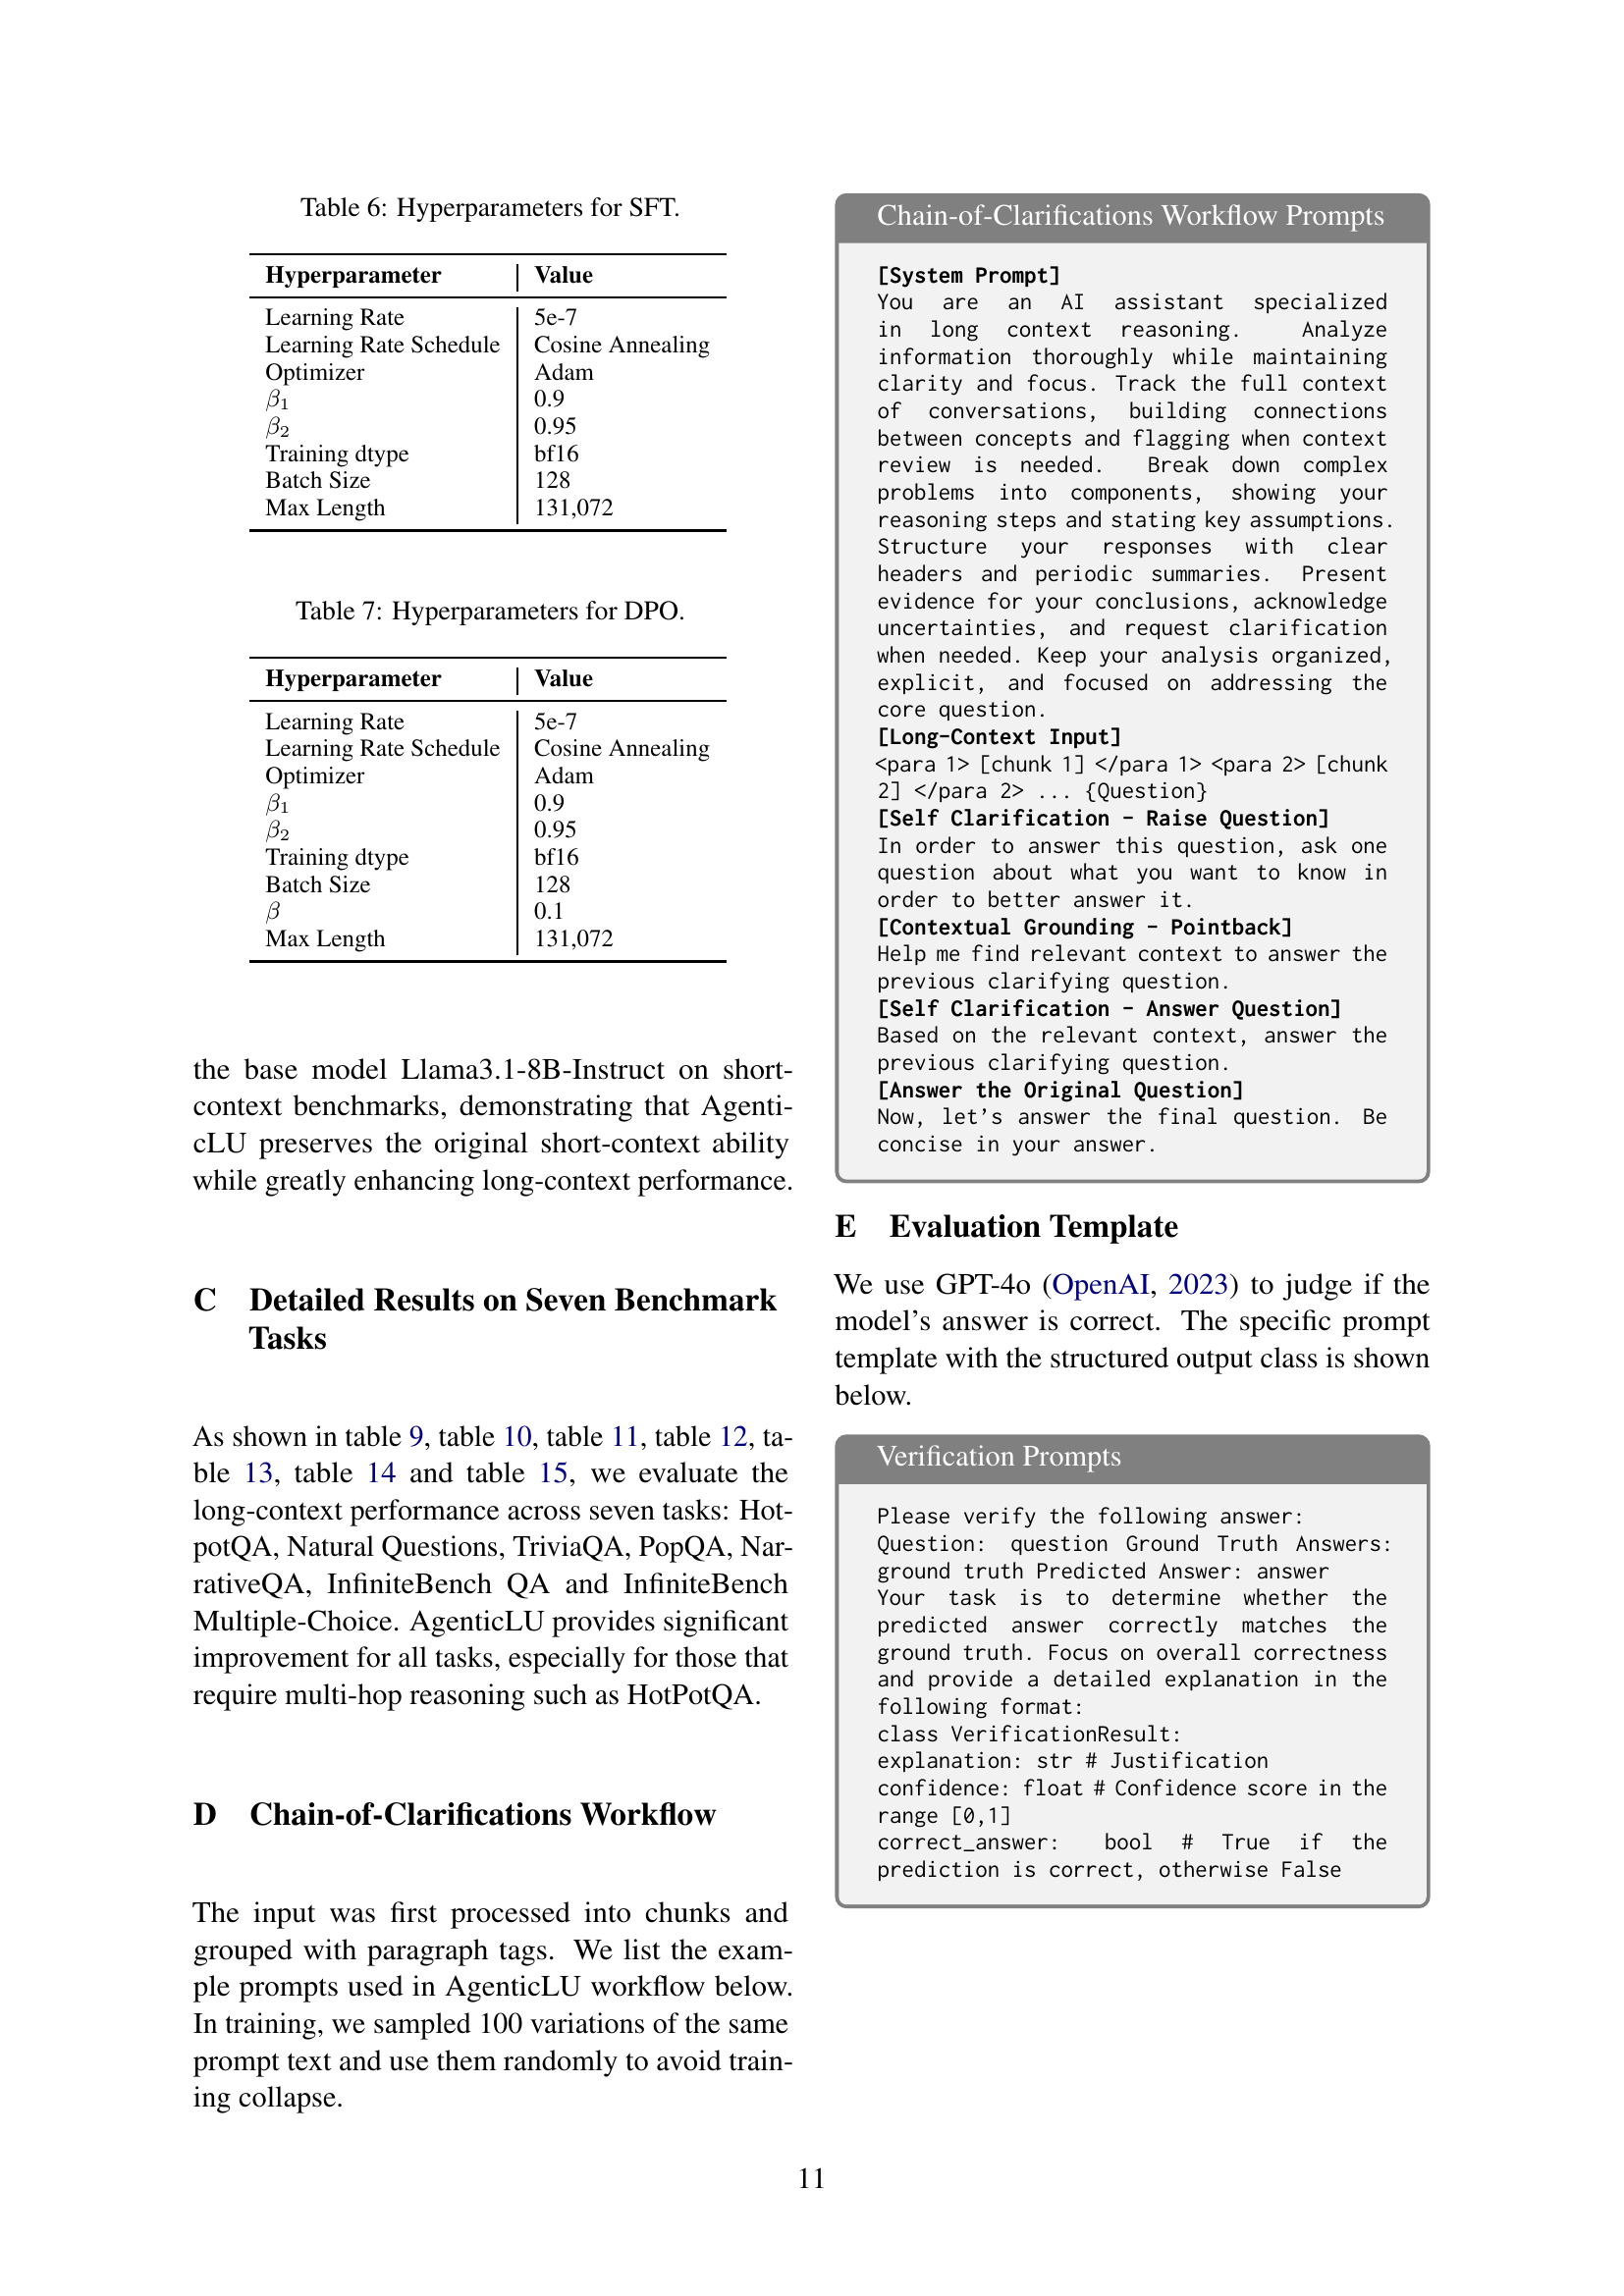 Table 6: Hyperparameters for SFT.
Hyperparameter Value
Learning Rate 5e-7
Learning Rate Schedule Cosine Annealing
Optimizer Adam
β1 0.9
β2 0.95
Training dtype bf16
Batch Size 128
Max Length 131,072
Table 7: Hyperparameters for DPO.
Hyperparameter Value
Learning Rate 5e-7
Learning Rate Schedule Cosine Annealing
Optimizer Adam
β1 0.9
β2 0.95
Training dtype bf16
Batch Size 128
β 0.1
Max Length 131,072
the base model Llama3.1-8B-Instruct on short-
context benchmarks, demonstrating that Agenti-
cLU preserves the original short-context ability
while greatly enhancing long-context performance.
C Detailed Results on Seven Benchmark
Tasks
As shown in table 9, table 10, table 11, table 12, ta-
ble 13, table 14 and table 15, we evaluate the
long-context performance across seven tasks: Hot-
potQA, Natural Questions, TriviaQA, PopQA, Nar-
rativeQA, InfiniteBench QA and InfiniteBench
Multiple-Choice. AgenticLU provides significant
improvement for all tasks, especially for those that
require multi-hop reasoning such as HotPotQA.
D Chain-of-Clarifications Workflow
The input was first processed into chunks and
grouped with paragraph tags. We list the exam-
ple prompts used in AgenticLU workflow below.
In training, we sampled 100 variations of the same
prompt text and use them randomly to avoid train-
ing collapse.
Chain-of-Clarifications Workflow Prompts
[System Prompt]
You are an AI assistant specialized
in long context reasoning. Analyze
information thoroughly while maintaining
clarity and focus. Track the full context
of conversations, building connections
between concepts and flagging when context
review is needed. Break down complex
problems into components, showing your
reasoning steps and stating key assumptions.
Structure your responses with clear
headers and periodic summaries. Present
evidence for your conclusions, acknowledge
uncertainties, and request clarification
when needed. Keep your analysis organized,
explicit, and focused on addressing the
core question.
[Long-Context Input]
<para 1> [chunk 1] </para 1> <para 2> [chunk
2] </para 2> ... {Question}
[Self Clarification - Raise Question]
In order to answer this question, ask one
question about what you want to know in
order to better answer it.
[Contextual Grounding - Pointback]
Help me find relevant context to answer the
previous clarifying question.
[Self Clarification - Answer Question]
Based on the relevant context, answer the
previous clarifying question.
[Answer the Original Question]
Now, let's answer the final question. Be
concise in your answer.
E Evaluation Template
We use GPT-4o (OpenAI, 2023) to judge if the
model's answer is correct. The specific prompt
template with the structured output class is shown
below.
Verification Prompts
Please verify the following answer:
Question: question Ground Truth Answers:
ground truth Predicted Answer: answer
Your task is to determine whether the
predicted answer correctly matches the
ground truth. Focus on overall correctness
and provide a detailed explanation in the
following format:
class VerificationResult:
explanation: str # Justification
confidence: float # Confidence score in the
range [0,1]
correct_answer: bool # True if the
prediction is correct, otherwise False
11